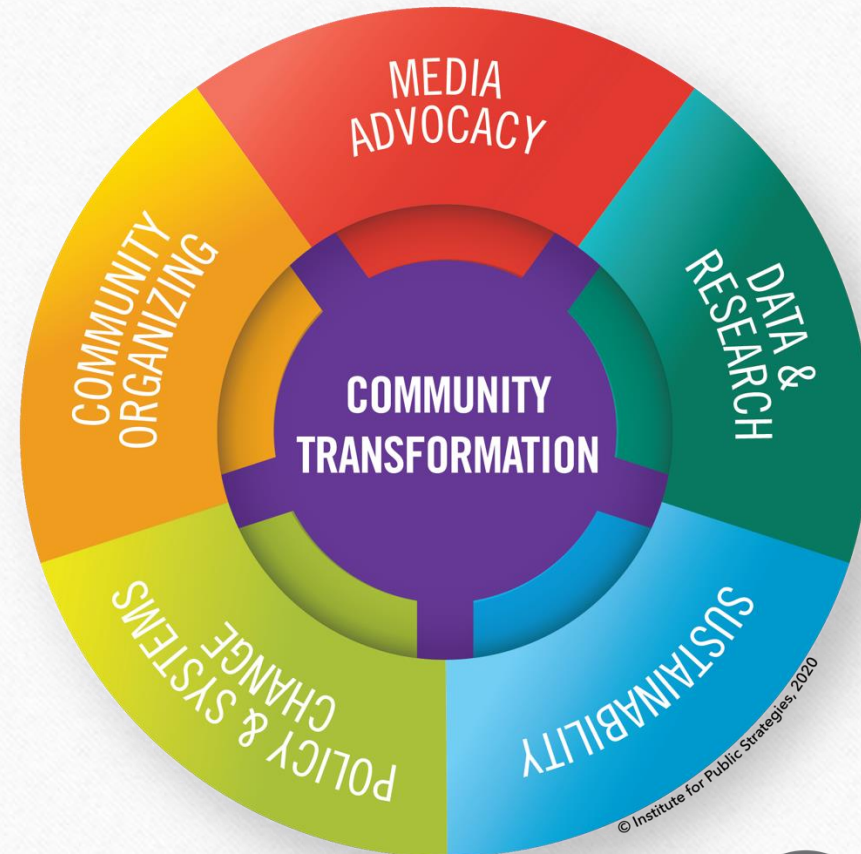 MEDIA
ADVOCACY
DATA &
RESEARCH
SUSTAINABILITY
POLICY & SYSTEMS
CHANGE
COMMUNITY
ORGANIZING
COMMUNITY
TRANSFORMATION
© Institute for Public Strategies, 2020